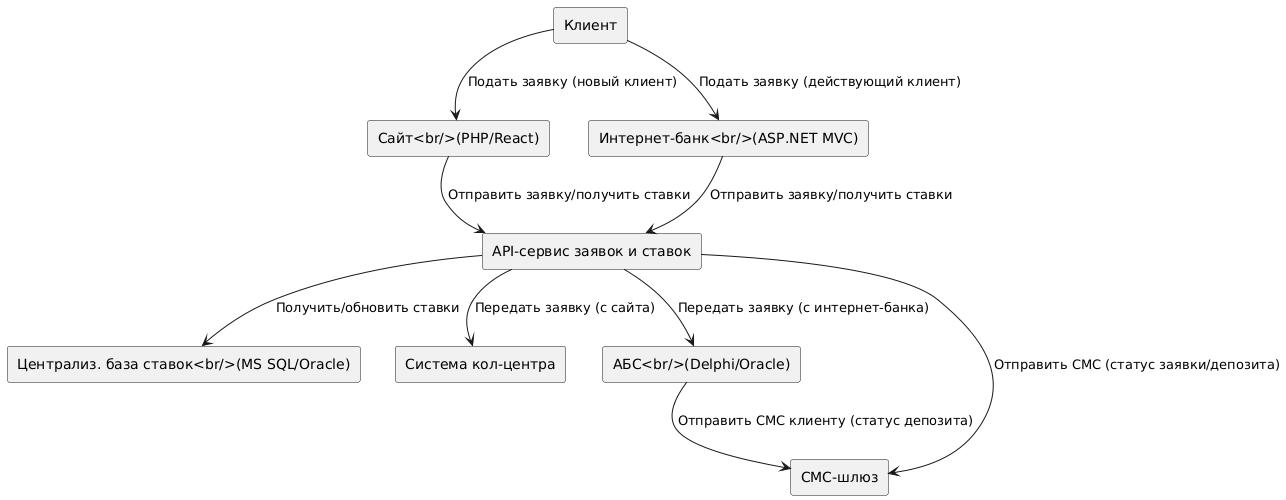 Клиент
Подать заявку (новый клиент)
Подать заявку (действующий клиент)
Сайт<br/>(PHP/React)
Интернет-банк<br/>(ASP.NET MVC)
Отправить заявку/получить ставки
Отправить заявку/получить ставки
API-сервис заявок и ставок
Получить/обновить ставки
Передать заявку (с сайта)
Передать заявку (с интернет-банка)
Отправить СМС (статус заявки/депозита)
Централиз. база ставок<br/>(MS SQL/Oracle)
Система кол-центра
АБС<br/>(Delphi/Oracle)
Отправить СМС клиенту (статус депозита)
СМС-шлюз